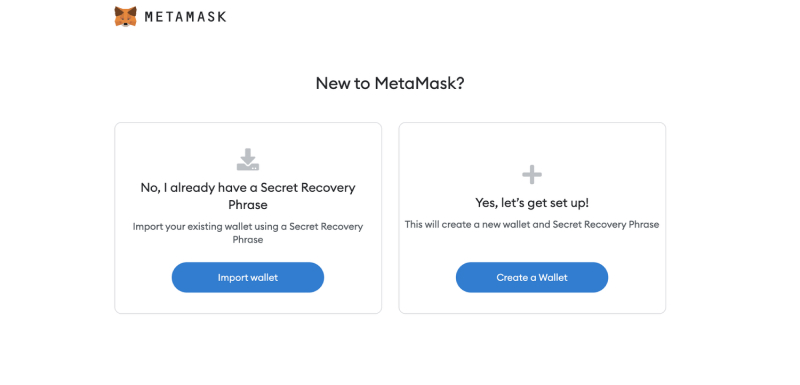 METAMASK
New to MetaMask?
No, I already have a Secret Recovery
Phrase
Import your existing wallet using a Secret Recovery
Phrase
Import wallet
Yes, let's get set up!
This will create a new wallet and Secret Recovery Phrase
Create a Wallet